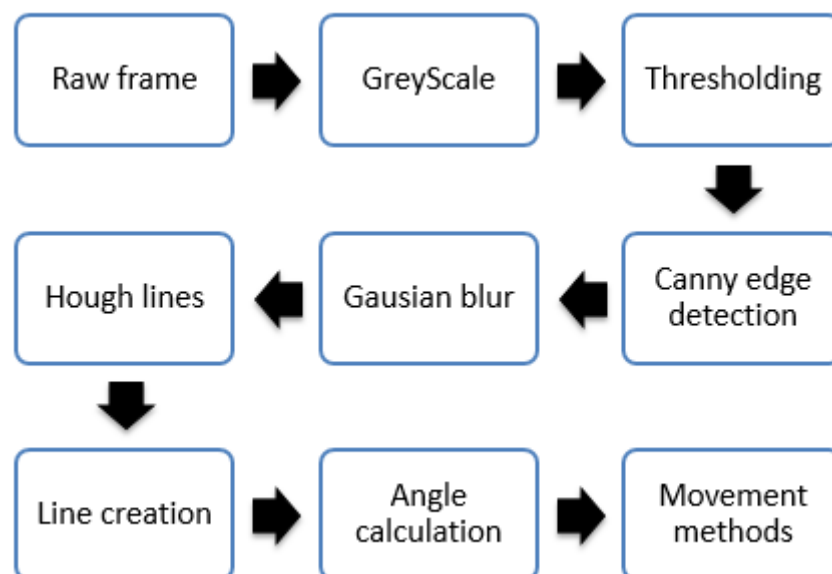 Raw frame
GreyScale
Thresholding
Canny edge
detection
Gausian blur
Hough lines
Line creation
Angle
calculation
Movement
methods